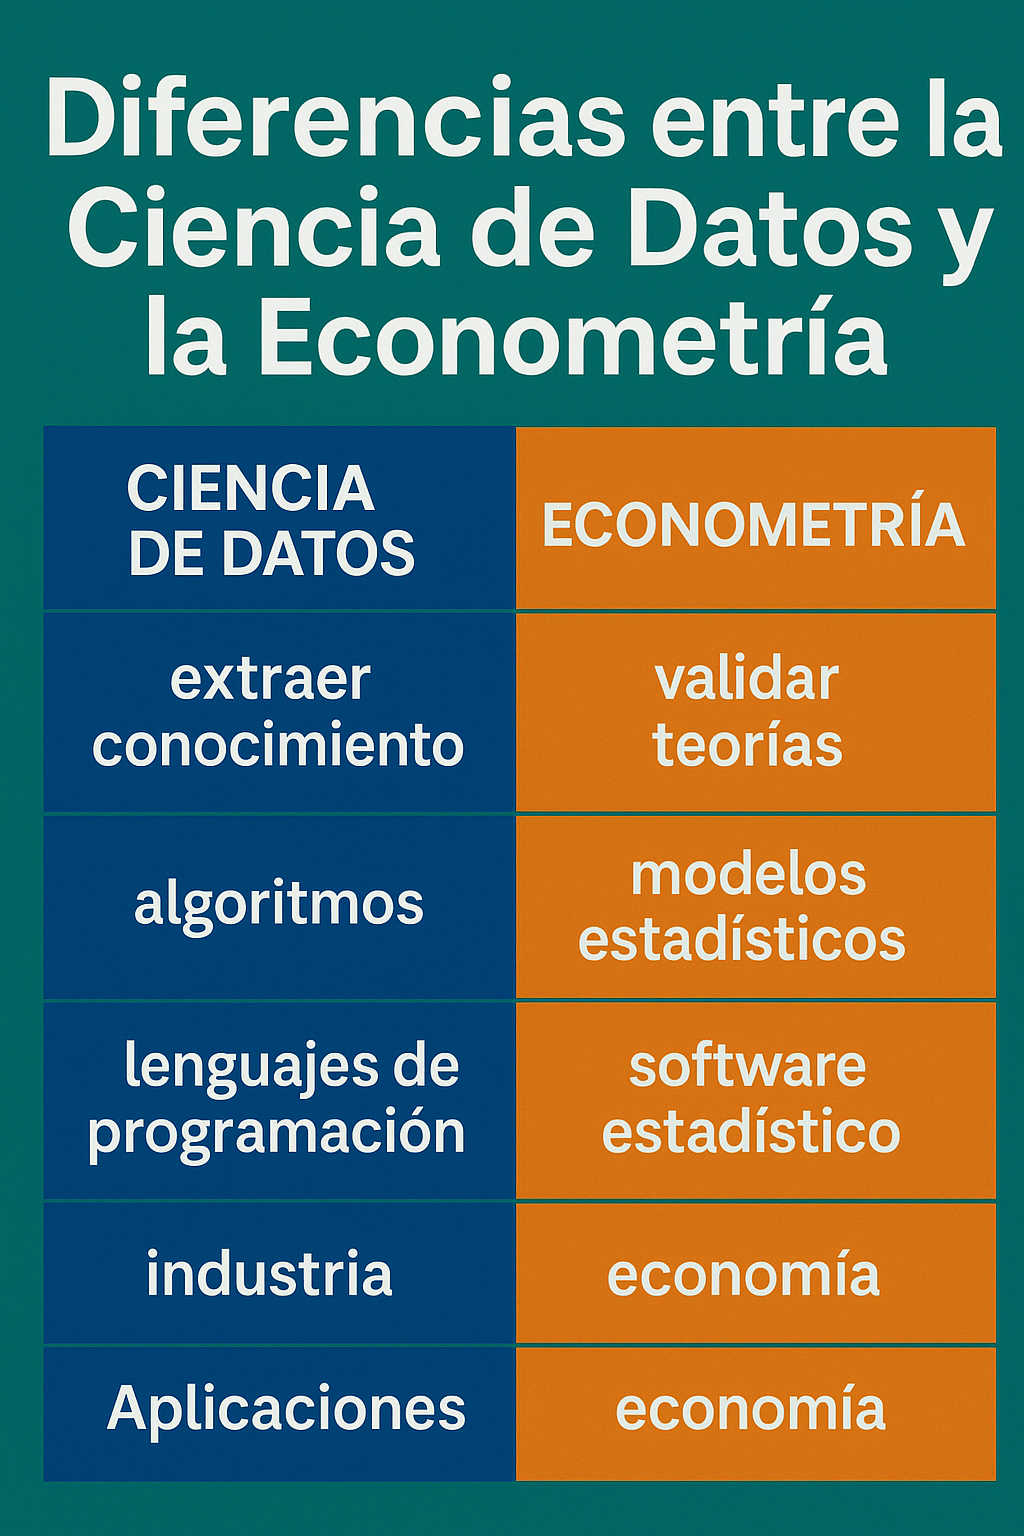 Diferencias entre la
Ciencia de Datos y
la Econometría
CIENCIA
DE DATOS
ECONOMETRÍA
extraer
conocimiento
validar
teorías
algoritmos
modelos
estadísticos
lenguajes de
programación
software
estadístico
industria
economía
Aplicaciones
economía